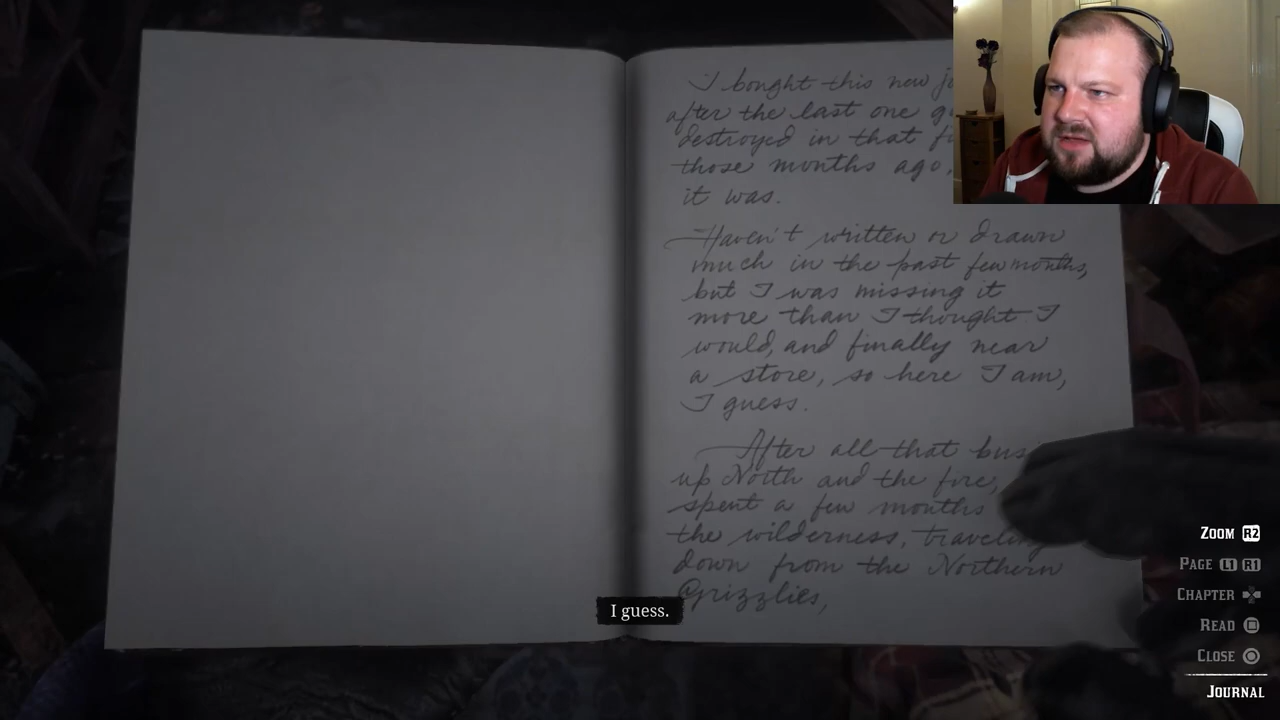 I bought this new
after the last one
destroyed in that
those months ago.
it was.
Haven't written or drawn
much in the past few months,
but I was missing it
more than I thought I
would, and finally near
a store, so here I am,
I guess.
After all that
up North and the fire,
spent a few months
the wilderness, traveling
down from the Northern
Grizzlies,
I guess.
ZOOM R2
PAGE L1 R1
CHAPTER
READ
CLOSE
JOURNAL